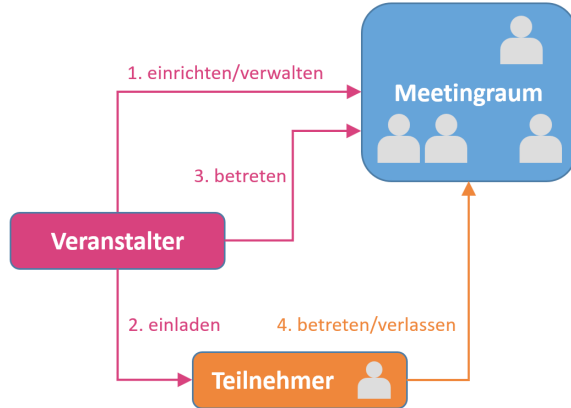 1. einrichten/verwalten
Meetingraum
3. betreten
Veranstalter
2. einladen
4. betreten/verlassen
Teilnehmer